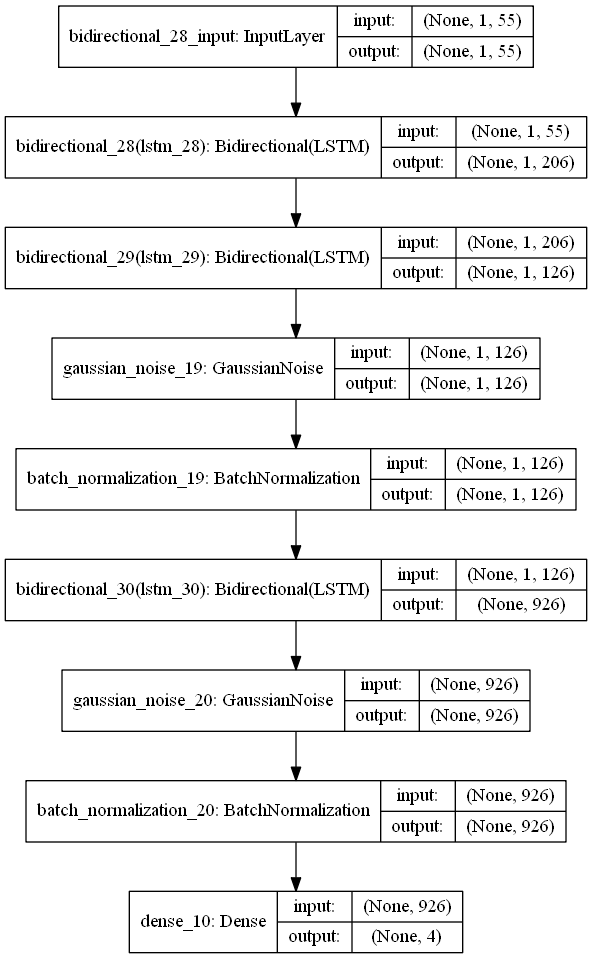 bidirectional_28_input: InputLayer
input: (None, 1, 55)
output: (None, 1, 55)
bidirectional_28(lstm_28): Bidirectional(LSTM)
input: (None, 1, 55)
output: (None, 1, 206)
bidirectional_29(lstm_29): Bidirectional(LSTM)
input: (None, 1, 206)
output: (None, 1, 126)
gaussian_noise_19: GaussianNoise
input: (None, 1, 126)
output: (None, 1, 126)
batch_normalization_19: BatchNormalization
input: (None, 1, 126)
output: (None, 1, 126)
bidirectional_30(lstm_30): Bidirectional(LSTM)
input: (None, 1, 126)
output: (None, 926)
gaussian_noise_20: GaussianNoise
input: (None, 926)
output: (None, 926)
batch_normalization_20: BatchNormalization
input: (None, 926)
output: (None, 926)
dense_10: Dense
input: (None, 926)
output: (None, 4)